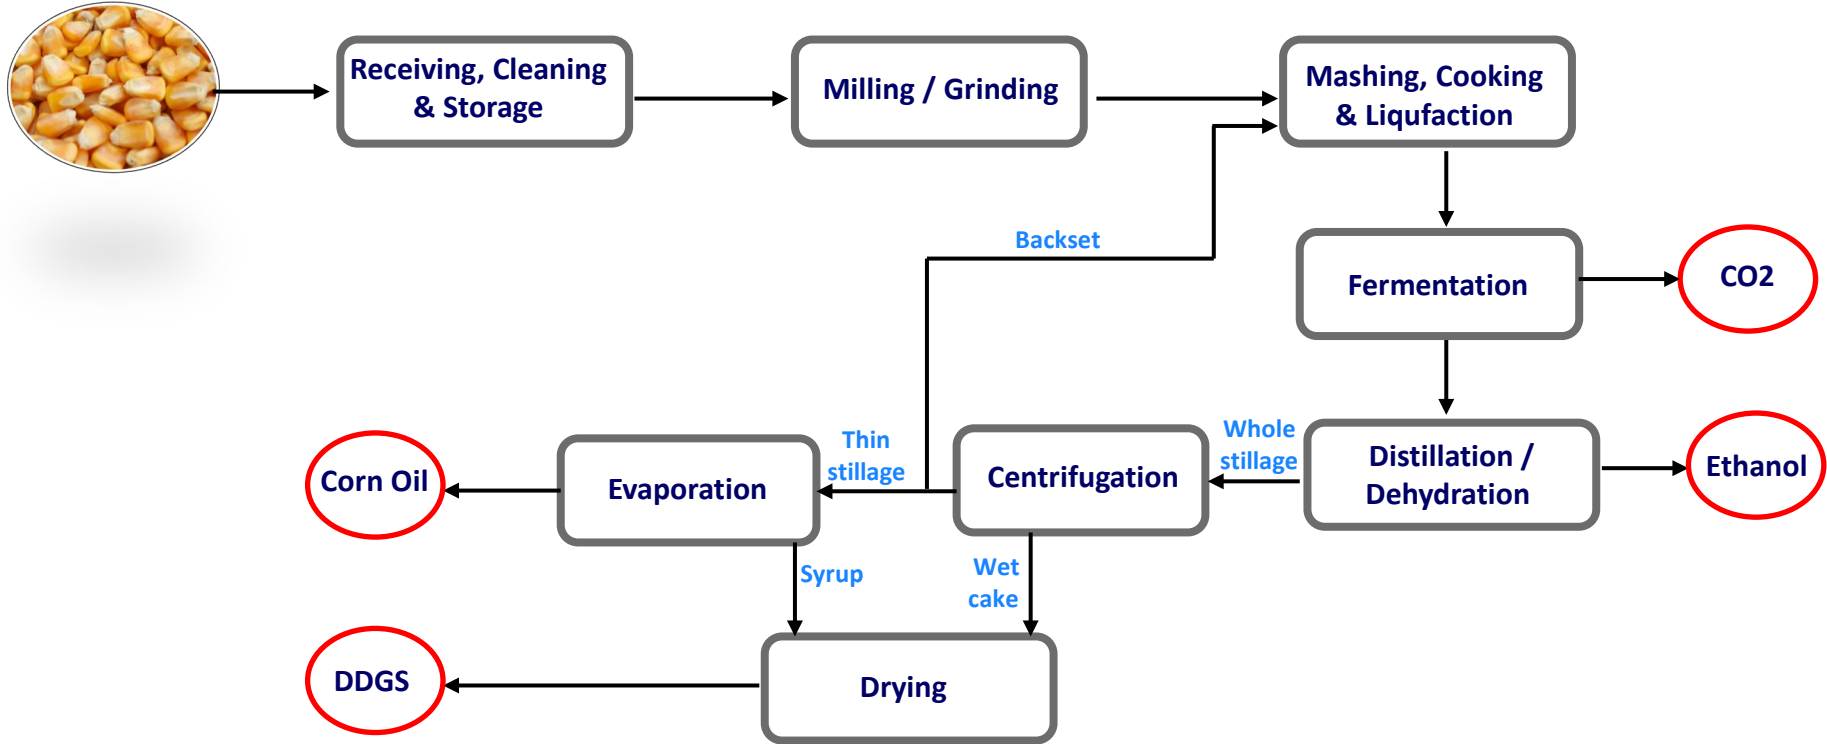 Receiving, Cleaning
& Storage
Milling / Grinding
Mashing, Cooking
& Liqufaction
Backset
Fermentation
CO2
Corn Oil
Evaporation
Thin
stillage
Centrifugation
Whole
stillage
Distillation /
Dehydration
Ethanol
Syrup
Wet
cake
DDGS
Drying